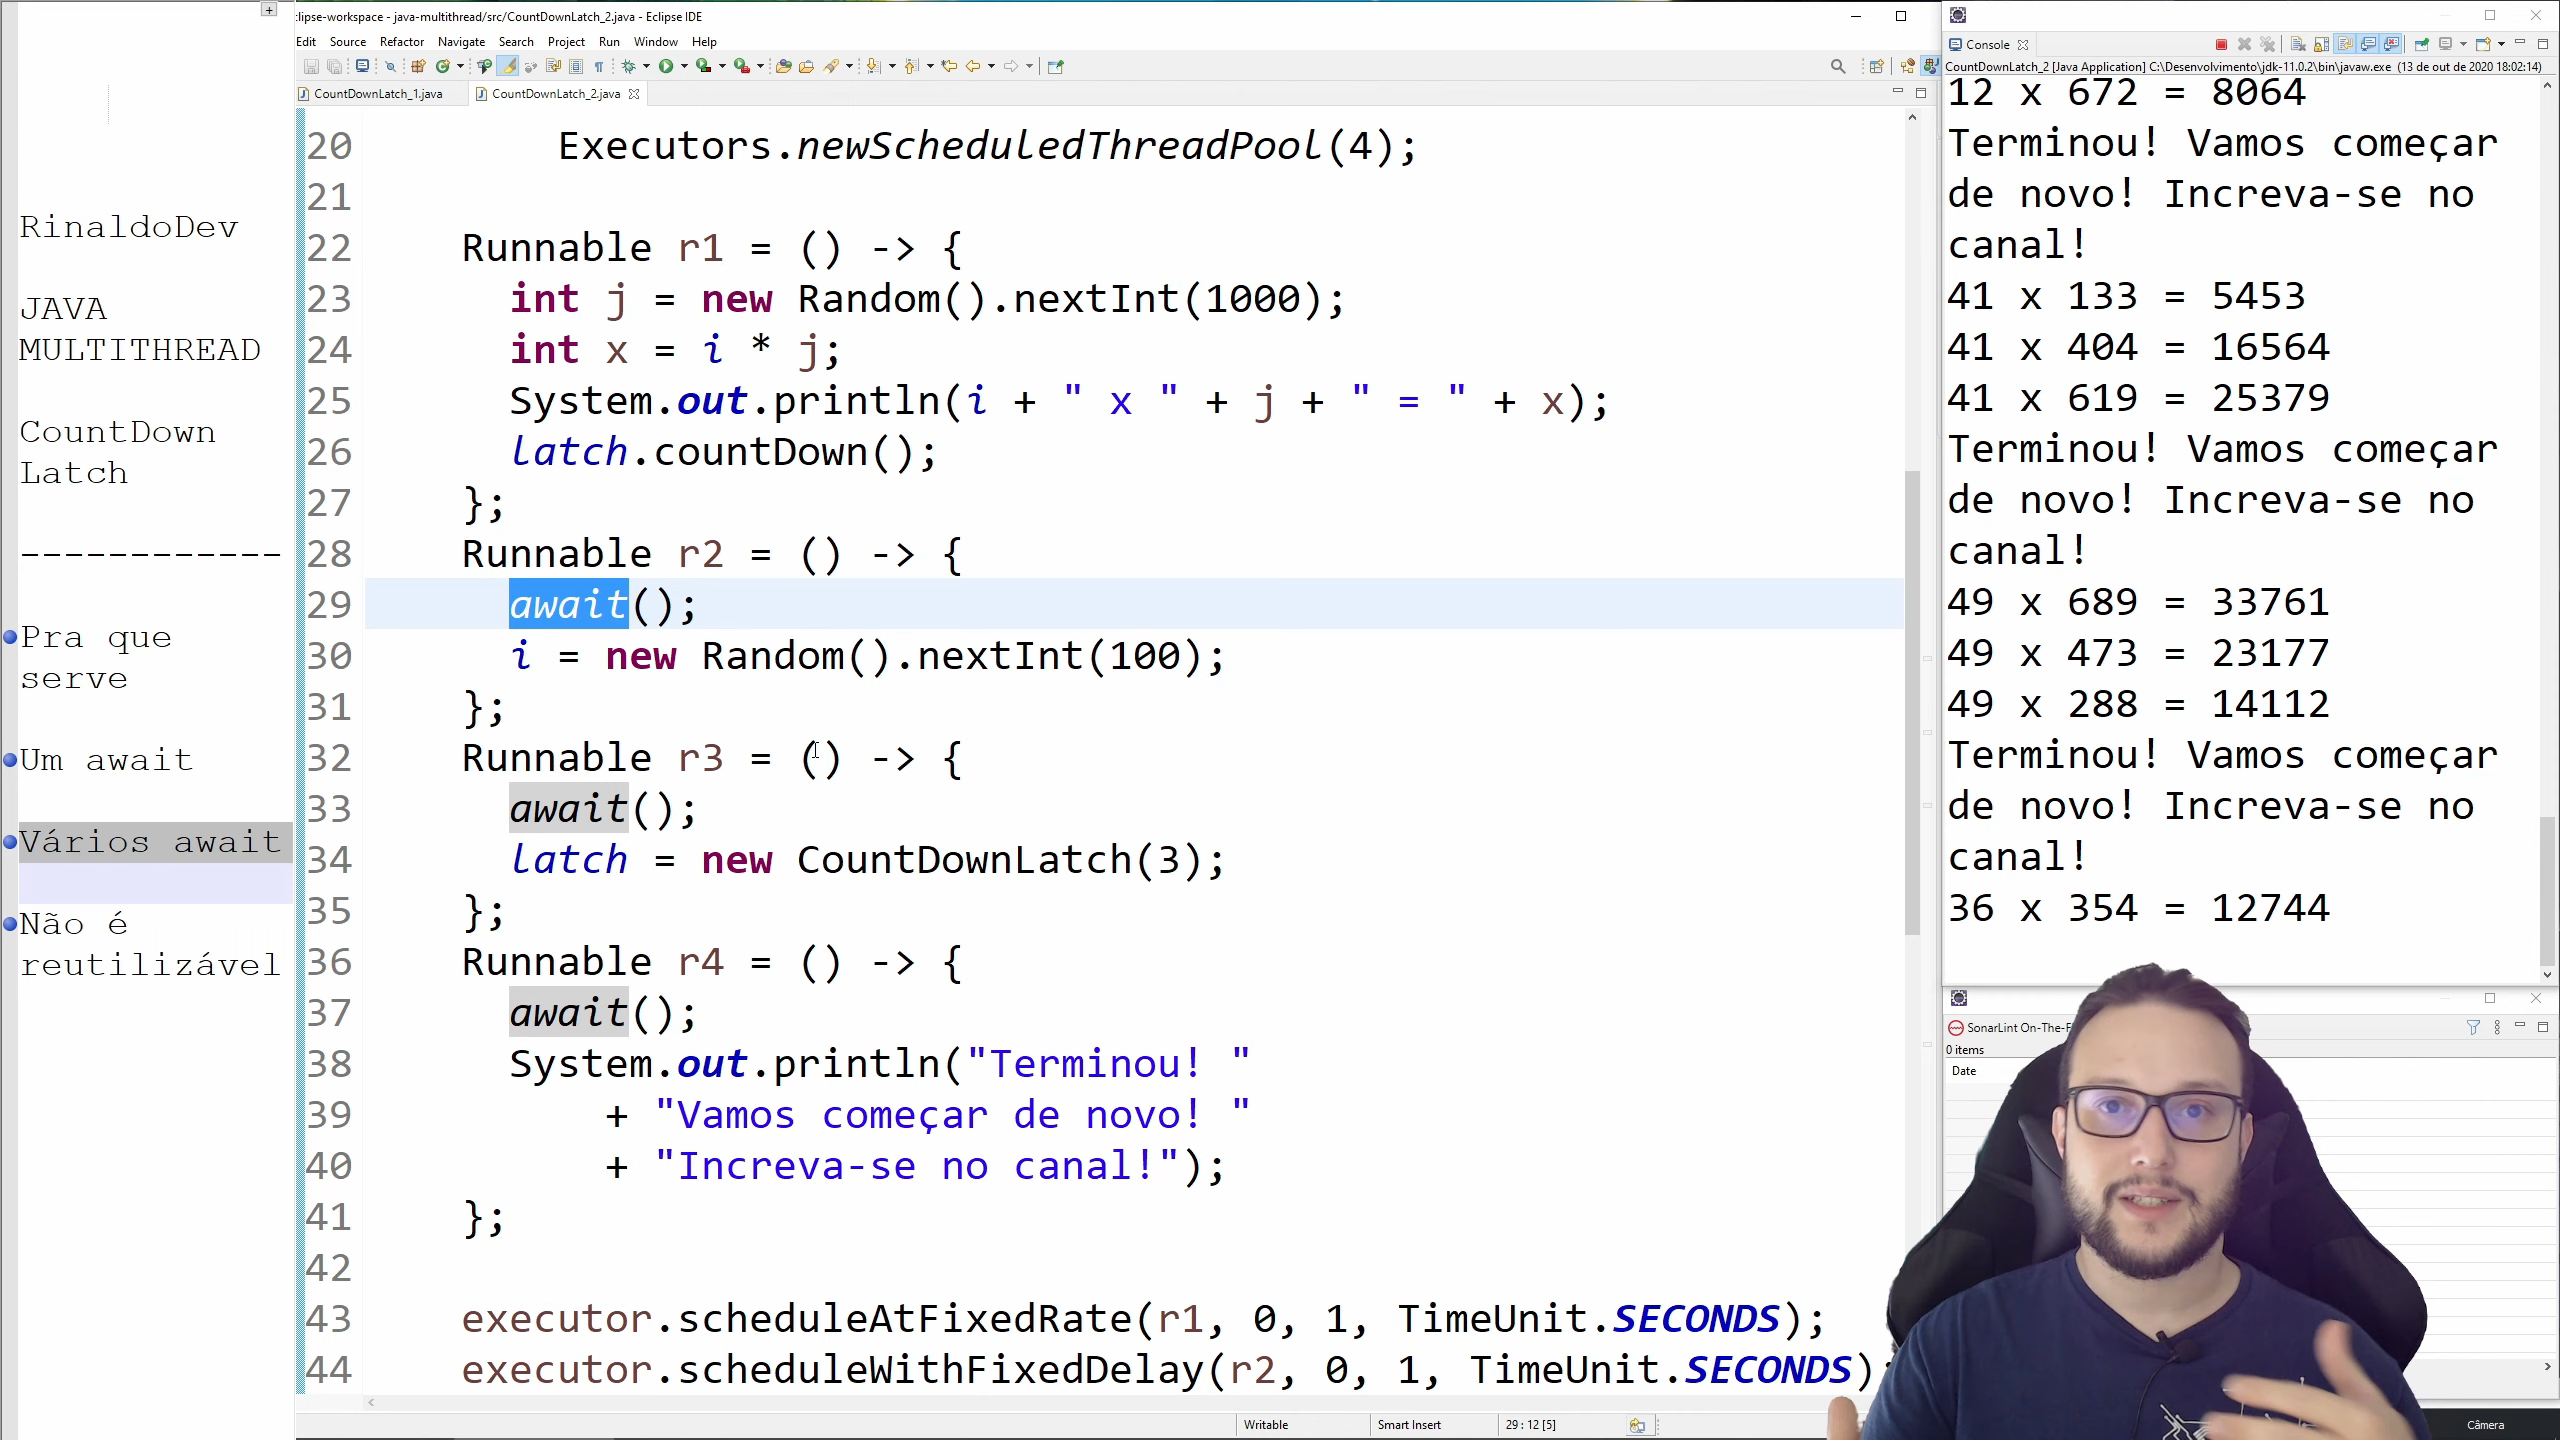 RinaldoDev
JAVA
MULTITHREAD
CountDown
Latch
------------
Pra que
serve
Um await
Vários await
Não é
reutilizável
clipse-workspace - java-multithread/src/CountDownLatch_2.java - Eclipse IDE
Edit Source Refactor Navigate Search Project Run Window Help
CountDownLatch_1.java CountDownLatch_2.java
20 Executors.newScheduledThreadPool(4);
21
22 Runnable r1 = () -> {
23 int j = new Random().nextInt(1000);
24 int x = i * j;
25 System.out.println(i + " x " + j + " = " + x);
26 latch.countDown();
27 };
28 Runnable r2 = () -> {
29 await();
30 i = new Random().nextInt(100);
31 };
32 Runnable r3 = () -> {
33 await();
34 latch = new CountDownLatch(3);
35 };
36 Runnable r4 = () -> {
37 await();
38 System.out.println("Terminou! "
39 + "Vamos começar de novo! "
40 + "Increva-se no canal!");
41 };
42
43 executor.scheduleAtFixedRate(r1, 0, 1, TimeUnit.SECONDS);
44 executor.scheduleWithFixedDelay(r2, 0, 1, TimeUnit.SECONDS)
Writable Smart Insert 29 : 12 [5]
Console
CountDownLatch_2 [Java Application] C:\Desenvolvimento\jdk-11.0.2\bin\javaw.exe (13 de out de 2020 18:02:14)
12 x 672 = 8064
Terminou! Vamos começar
de novo! Increva-se no
canal!
41 x 133 = 5453
41 x 404 = 16564
41 x 619 = 25379
Terminou! Vamos começar
de novo! Increva-se no
canal!
49 x 689 = 33761
49 x 473 = 23177
49 x 288 = 14112
Terminou! Vamos começar
de novo! Increva-se no
canal!
36 x 354 = 12744
SonarLint On-The-F
0 items
Date
Câmera